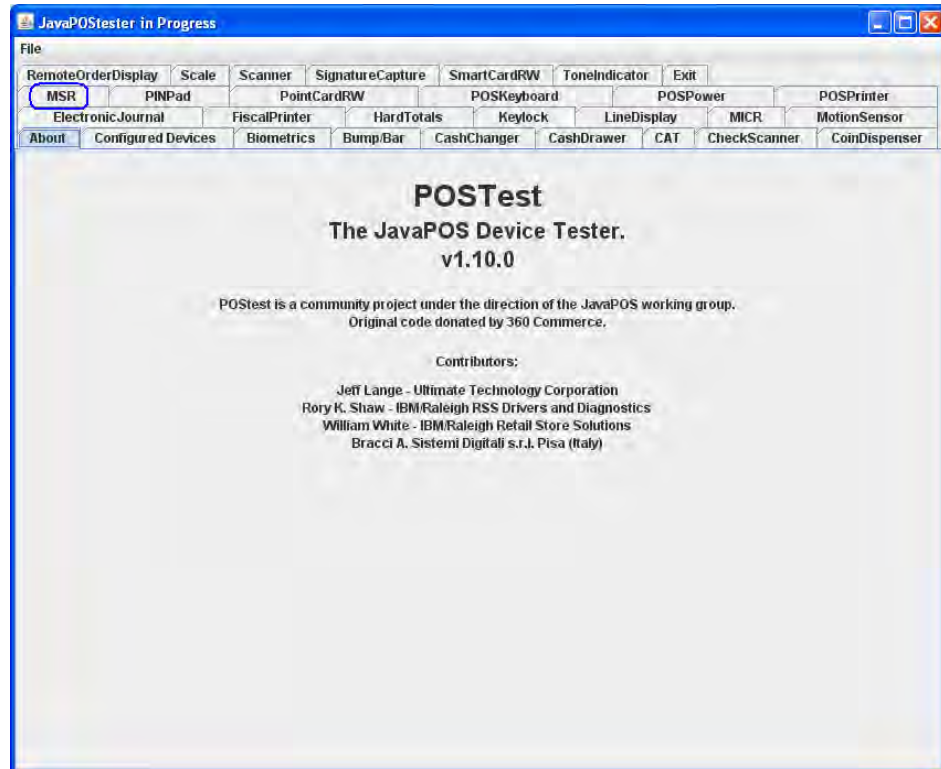 JavaPOStester in Progress
File
RemoteOrderDisplay Scale Scanner SignatureCapture SmartCardRW ToneIndicator Exit
MSR PINPad PointCardRW POSKeyboard POSPower POSPrinter
ElectronicJournal FiscalPrinter HardTotals Keylock LineDisplay MICR MotionSensor
About Configured Devices Biometrics Bump/Bar CashChanger CashDrawer CAT CheckScanner CoinDispenser
POSTest
The JavaPOS Device Tester.
v1.10.0
POStest is a community project under the direction of the JavaPOS working group.
Original code donated by 360 Commerce.
Contributors:
Jeff Lange - Ultimate Technology Corporation
Rory K. Shaw - IBM/Raleigh RSS Drivers and Diagnostics
William White - IBM/Raleigh Retail Store Solutions
Bracci A. Sistemi Digitali s.r.l. Pisa (Italy)